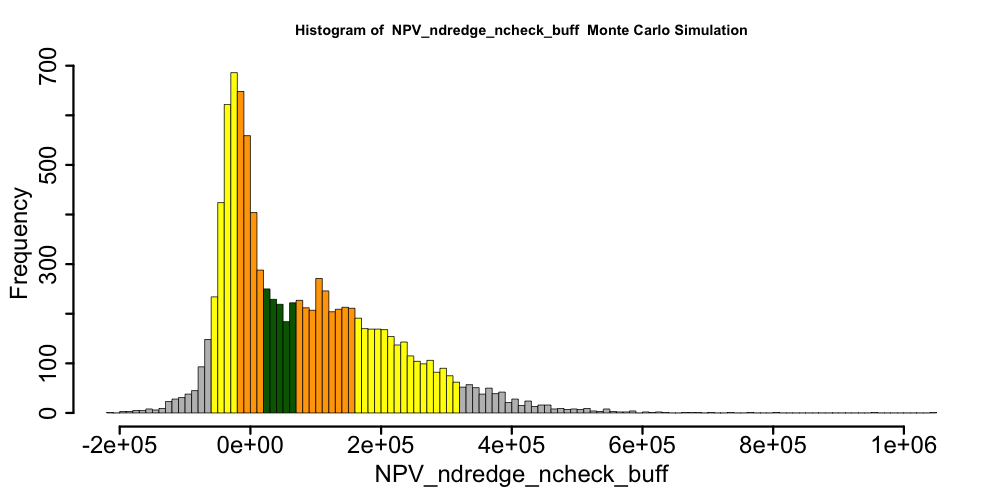 Histogram of  NPV_ndredge_ncheck_buff  Monte Carlo Simulation
700
500
300
100
0
Frequency
-2e+05 0e+00 2e+05 4e+05 6e+05 8e+05 1e+06
NPV_ndredge_ncheck_buff